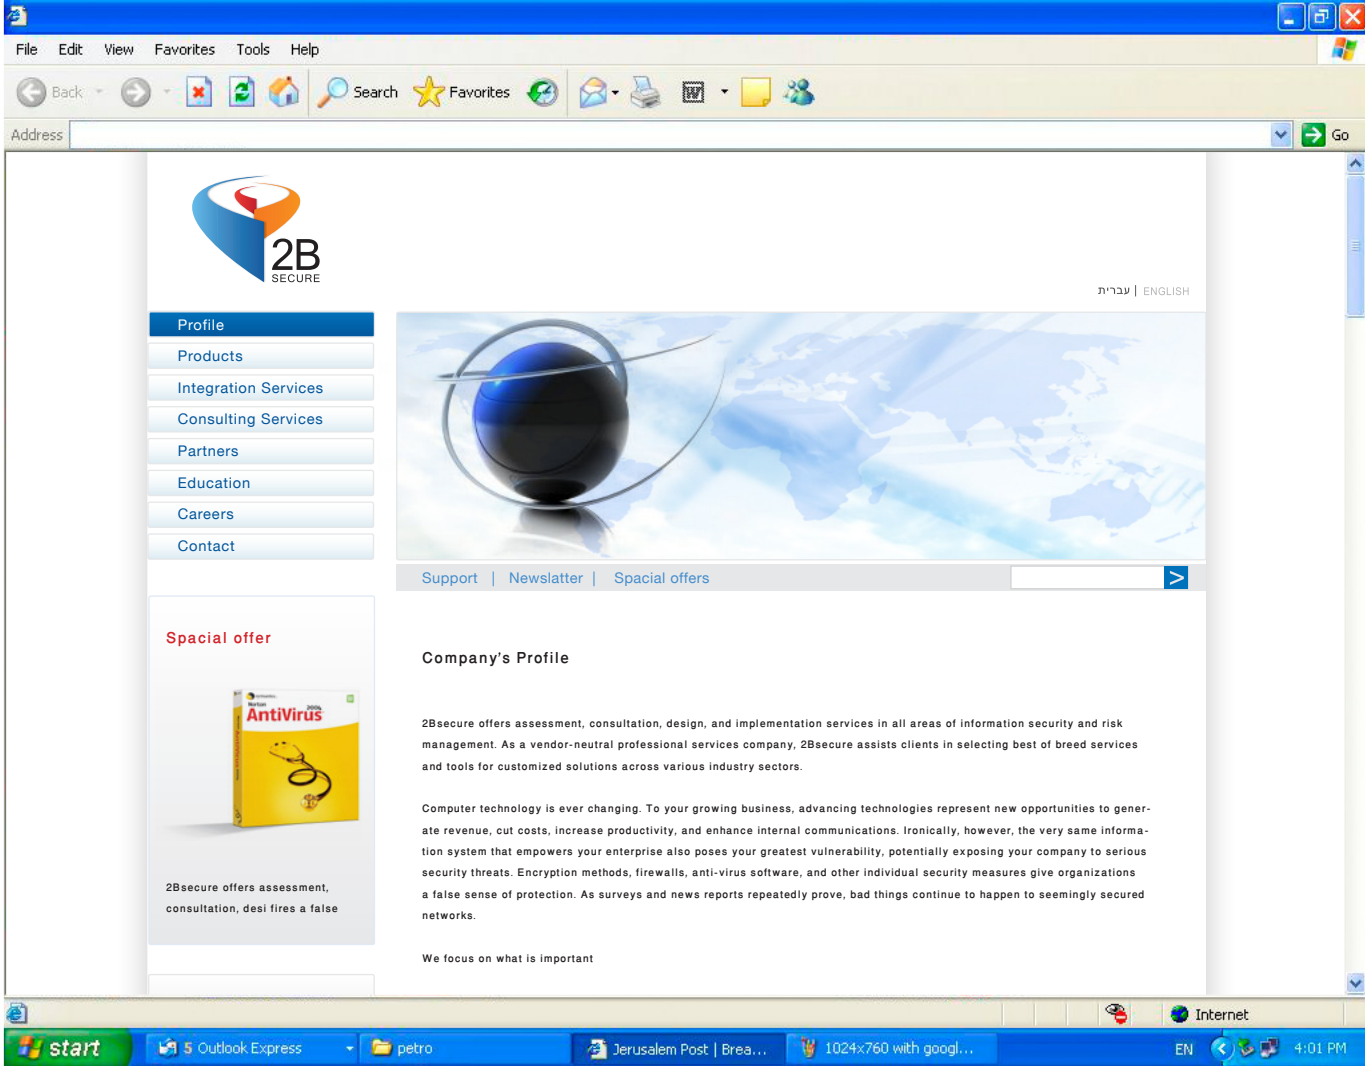 File Edit View Favorites Tools Help
Back Search Favorites
Address Go
2B
SECURE
עברית | ENGLISH
Profile
Products
Integration Services
Consulting Services
Partners
Education
Careers
Contact
Support | Newslatter | Spacial offers >
Spacial offer
Norton
AntiVirus 2004
2Bsecure offers assessment,
consultation, desi fires a false
Company's Profile
2Bsecure offers assessment, consultation, design, and implementation services in all areas of information security and risk
management. As a vendor-neutral professional services company, 2Bsecure assists clients in selecting best of breed services
and tools for customized solutions across various industry sectors.
Computer technology is ever changing. To your growing business, advancing technologies represent new opportunities to gener-
ate revenue, cut costs, increase productivity, and enhance internal communications. Ironically, however, the very same informa-
tion system that empowers your enterprise also poses your greatest vulnerability, potentially exposing your company to serious
security threats. Encryption methods, firewalls, anti-virus software, and other individual security measures give organizations
a false sense of protection. As surveys and news reports repeatedly prove, bad things continue to happen to seemingly secured
networks.
We focus on what is important
Internet
start 5 Outlook Express petro Jerusalem Post | Brea... 1024x760 with googl... EN 4:01 PM